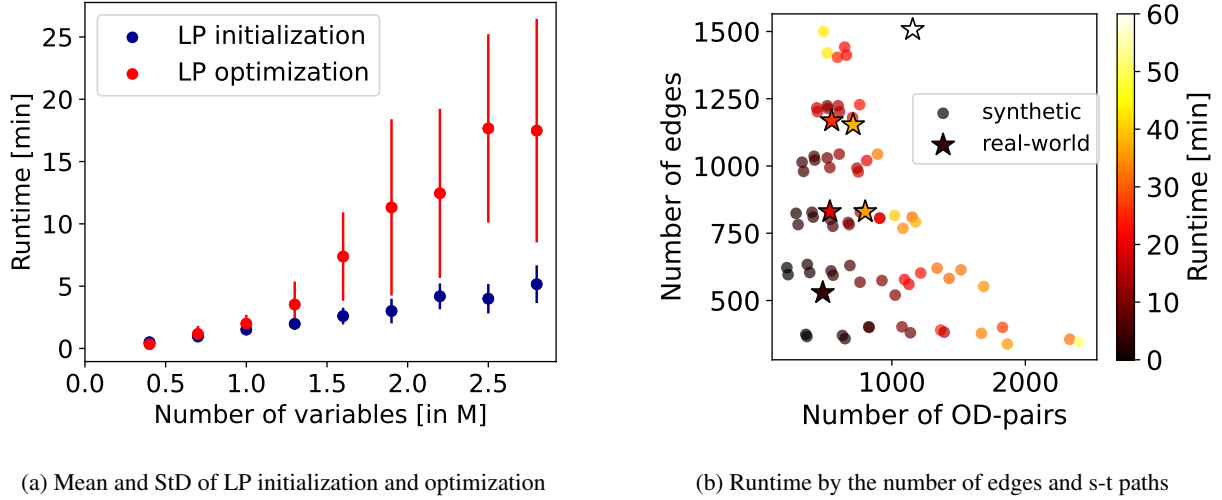 25
20
15
10
5
0
Runtime [min]
LP initialization
LP optimization
0.0 0.5 1.0 1.5 2.0 2.5
Number of variables [in M]
(a) Mean and StD of LP initialization and optimization
1500
1250
1000
750
500
Number of edges
synthetic
real-world
1000 2000
Number of OD-pairs
60
50
40
30
20
10
0
Runtime [min]
(b) Runtime by the number of edges and s-t paths